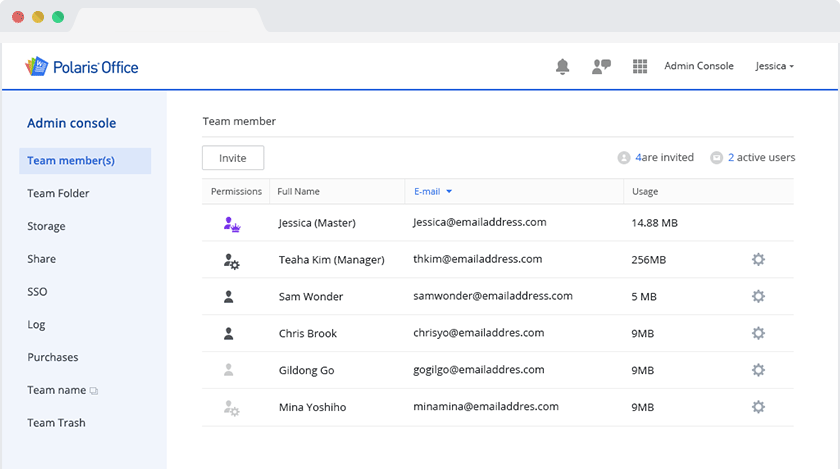 Polaris Office
Admin Console
Jessica
Admin console
Team member(s)
Team Folder
Storage
Share
SSO
Log
Purchases
Team name
Team Trash
Team member
Invite
4are invited
2 active users
Permissions Full Name E-mail Usage
Jessica (Master) Jessica@emailaddress.com 14.88 MB
Teaha Kim (Manager) thkim@emailaddress.com 256MB
Sam Wonder samwonder@emailaddress.com 5 MB
Chris Brook chrisyo@emailaddres.com 9MB
Gildong Go gogilgo@emailaddress.com 9MB
Mina Yoshiho minamina@emailaddres.com 9MB